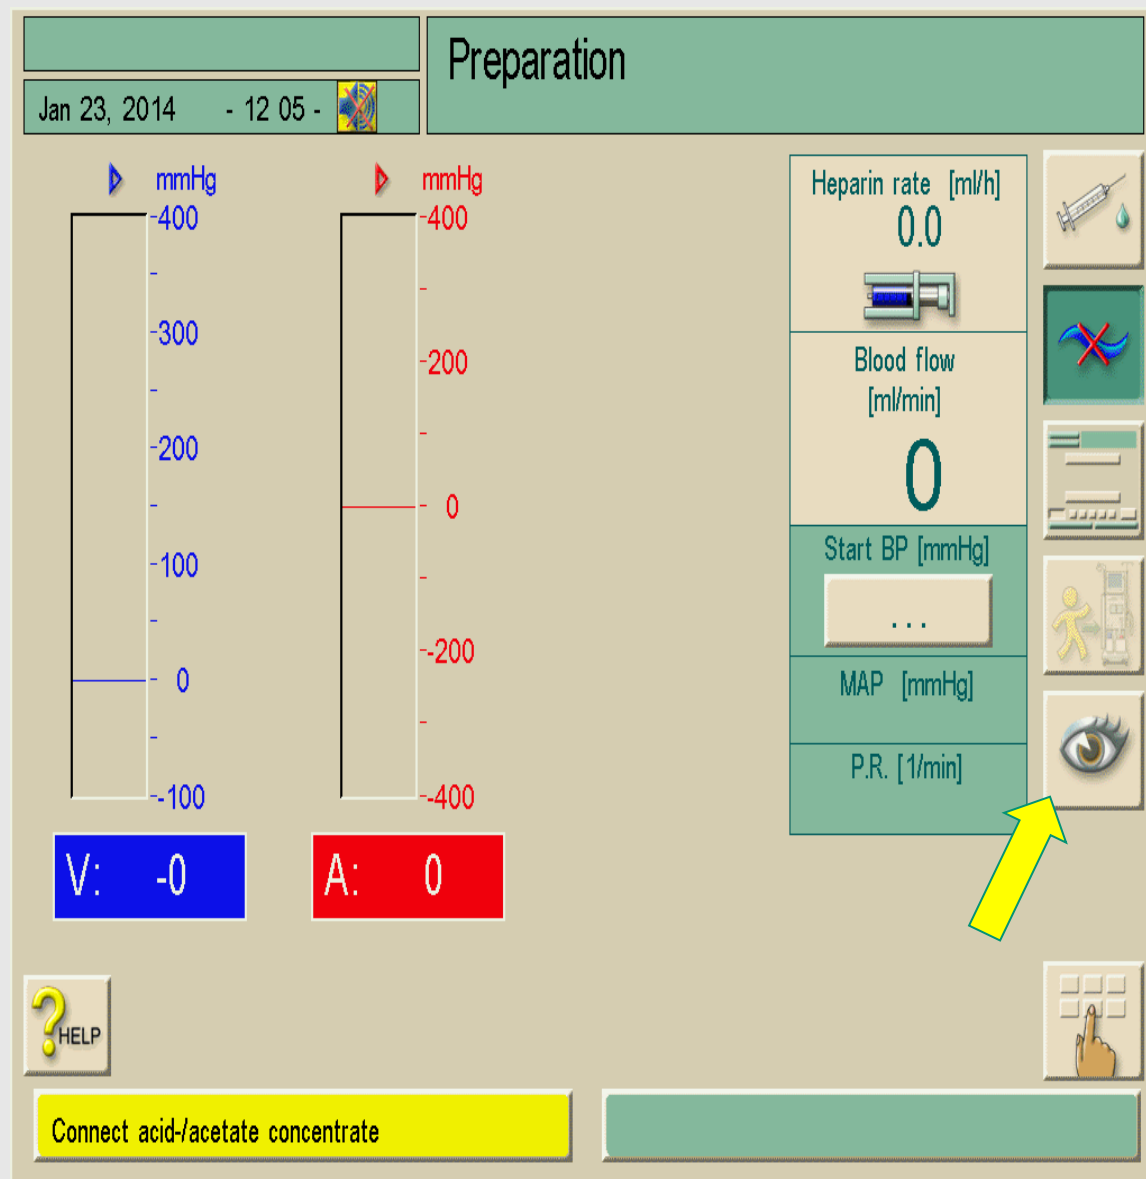 Preparation
Jan 23, 2014 - 12 05 -
mmHg
400
300
200
100
0
-100
V: -0
mmHg
400
200
0
-200
-400
A: 0
Heparin rate [ml/h]
0.0
Blood flow
[ml/min]
0
Start BP [mmHg]
...
MAP [mmHg]
P.R. [1/min]
?
HELP
Connect acid-/acetate concentrate